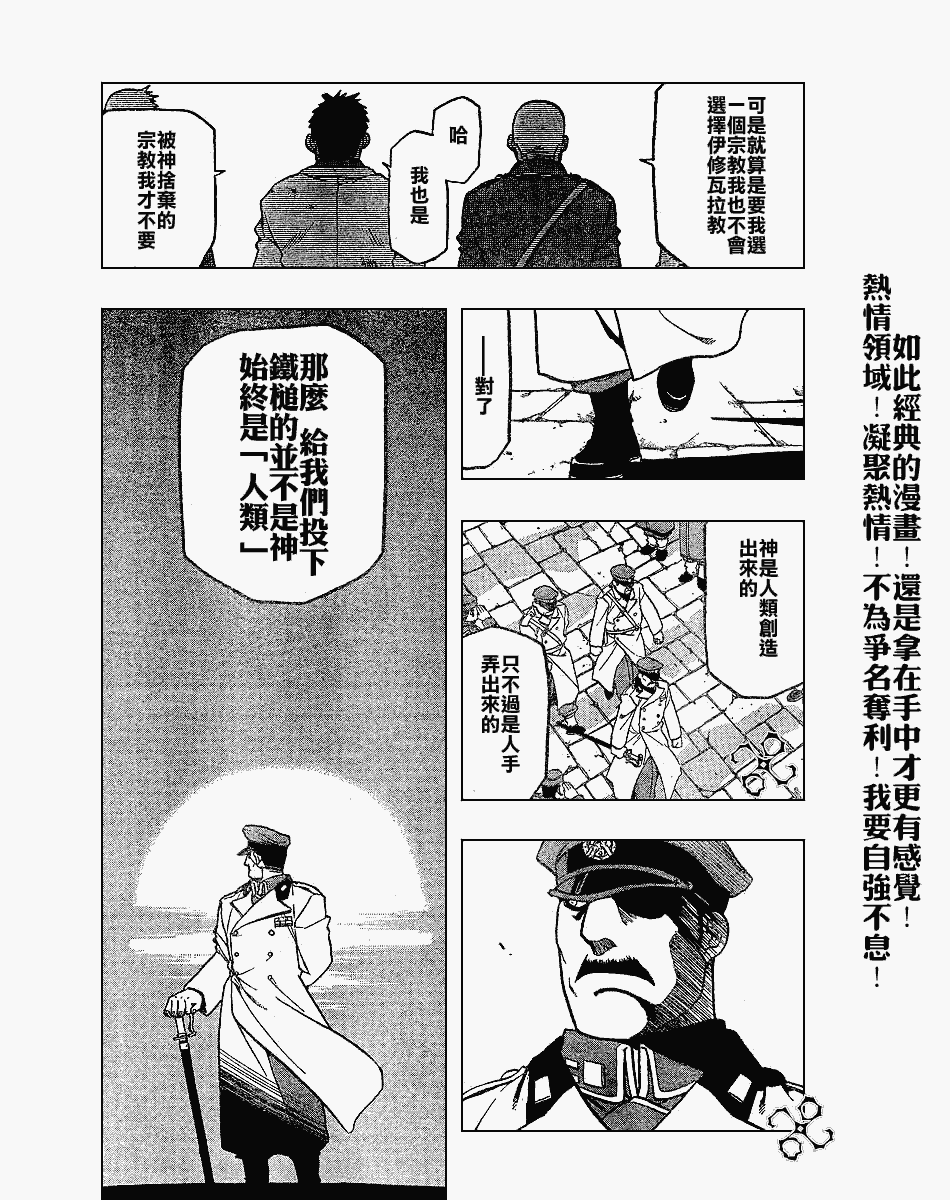 可是就算是要我選
一個宗教我也不會
選擇伊修瓦拉教
哈
我也是
被神捨棄的
宗教我才不要
——對了
神是人類創造
出來的
只不過是人手
弄出來的
那麼 給我們投下
鐵槌的並不是神
始終是「人類」
如此經典的漫畫！還是拿在手中才更有感覺！
熱情領域！凝聚熱情！不為爭名奪利！我要自強不息！